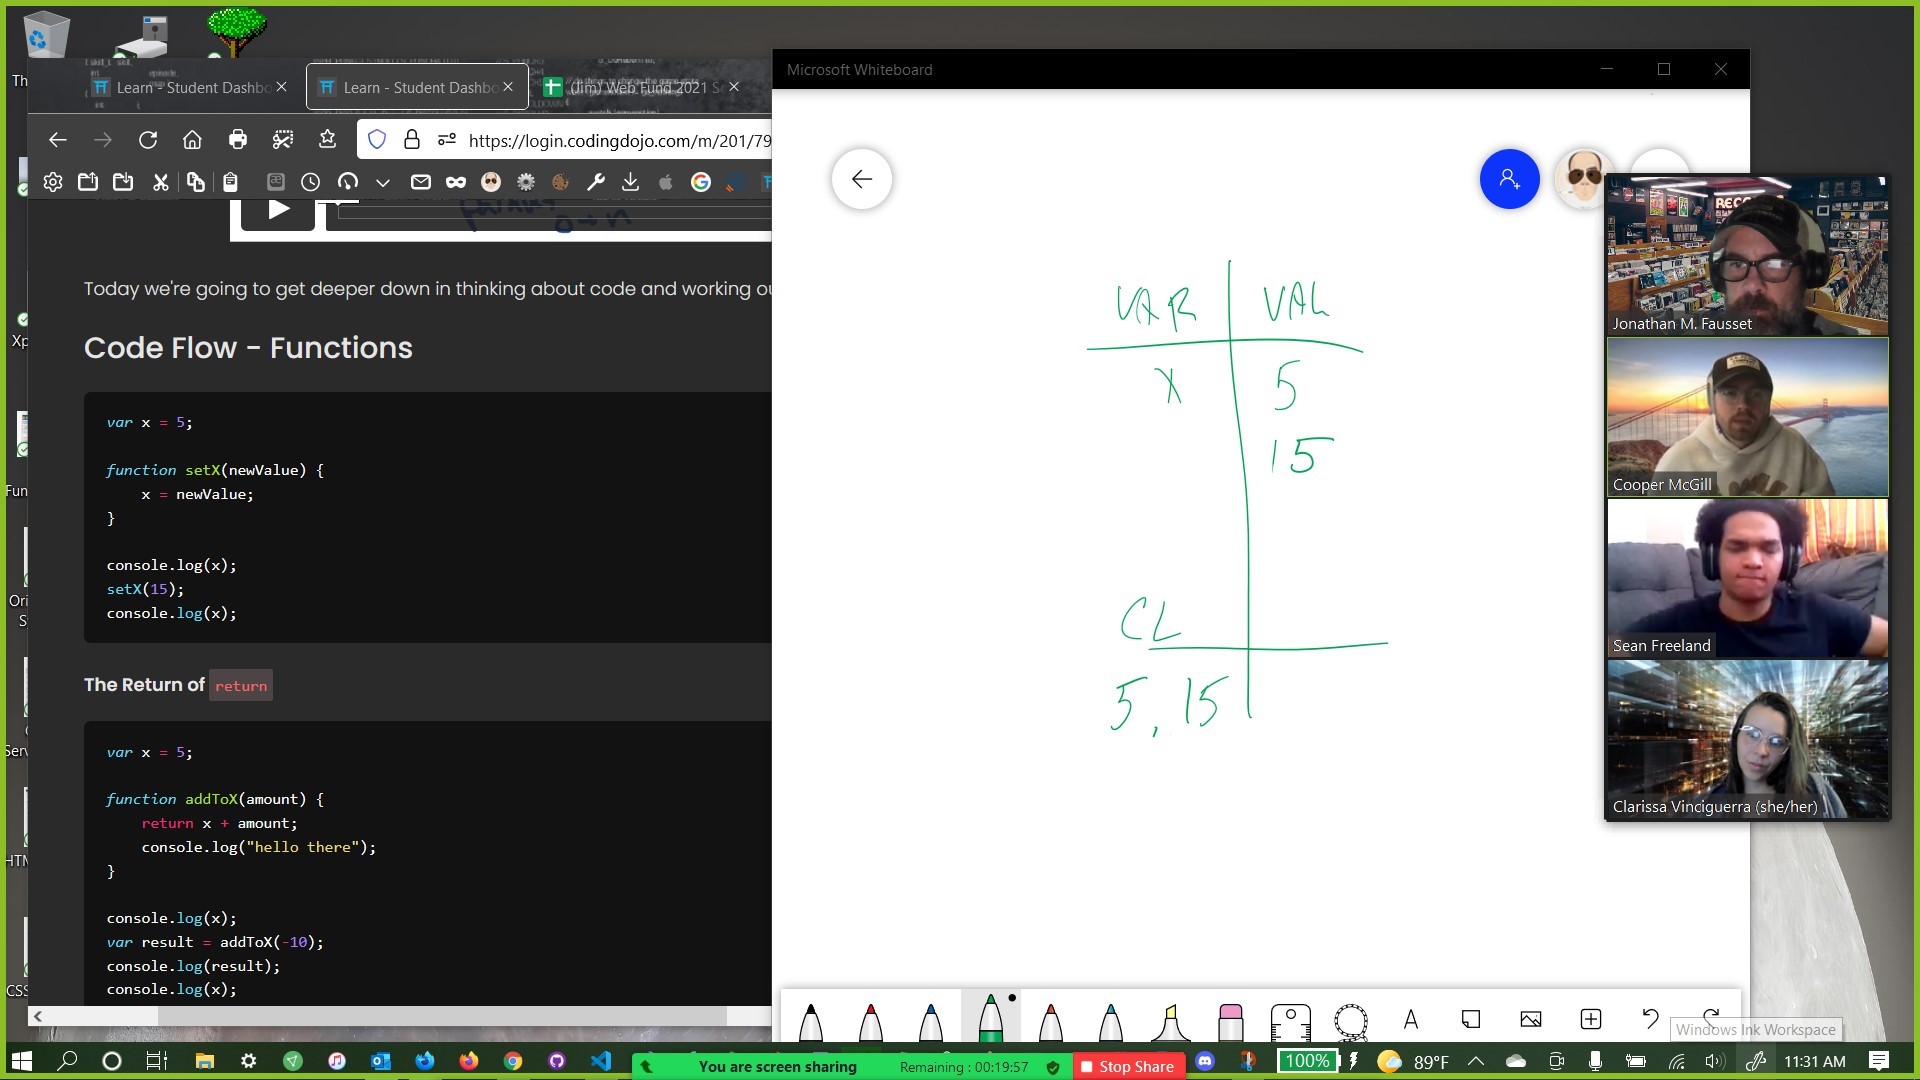 Th
Learn - Student Dashbo
Learn - Student Dashbo
(Jim) Web Fund 2021 S
https://login.codingdojo.com/m/201/79
Today we're going to get deeper down in thinking about code and working ou
Code Flow - Functions
var x = 5;
function setX(newValue) {
x = newValue;
}
console.log(x);
setX(15);
console.log(x);
The Return of return
var x = 5;
function addToX(amount) {
return x + amount;
console.log("hello there");
}
console.log(x);
var result = addToX(-10);
console.log(result);
console.log(x);
Xp
Fun
Ori
S
Serv
HTM
CSS
Microsoft Whiteboard
VAR VAL
X 5
15
CL
5, 15
RECO
Jonathan M. Fausset
Cooper McGill
Sean Freeland
Clarissa Vinciguerra (she/her)
Windows Ink Workspace
You are screen sharing
Remaining : 00:19:57
Stop Share
100%
89°F
11:31 AM